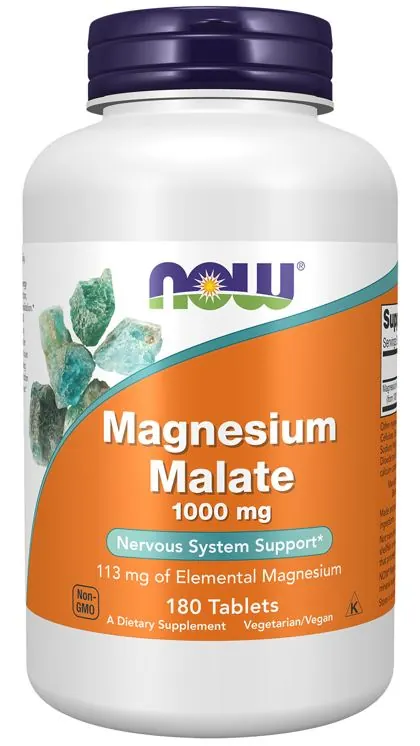 NOW®
Magnesium
Malate
1000 mg
Nervous System Support*
113 mg of Elemental Magnesium
180 Tablets
A Dietary Supplement Vegetarian/Vegan
Non-
GMO
K